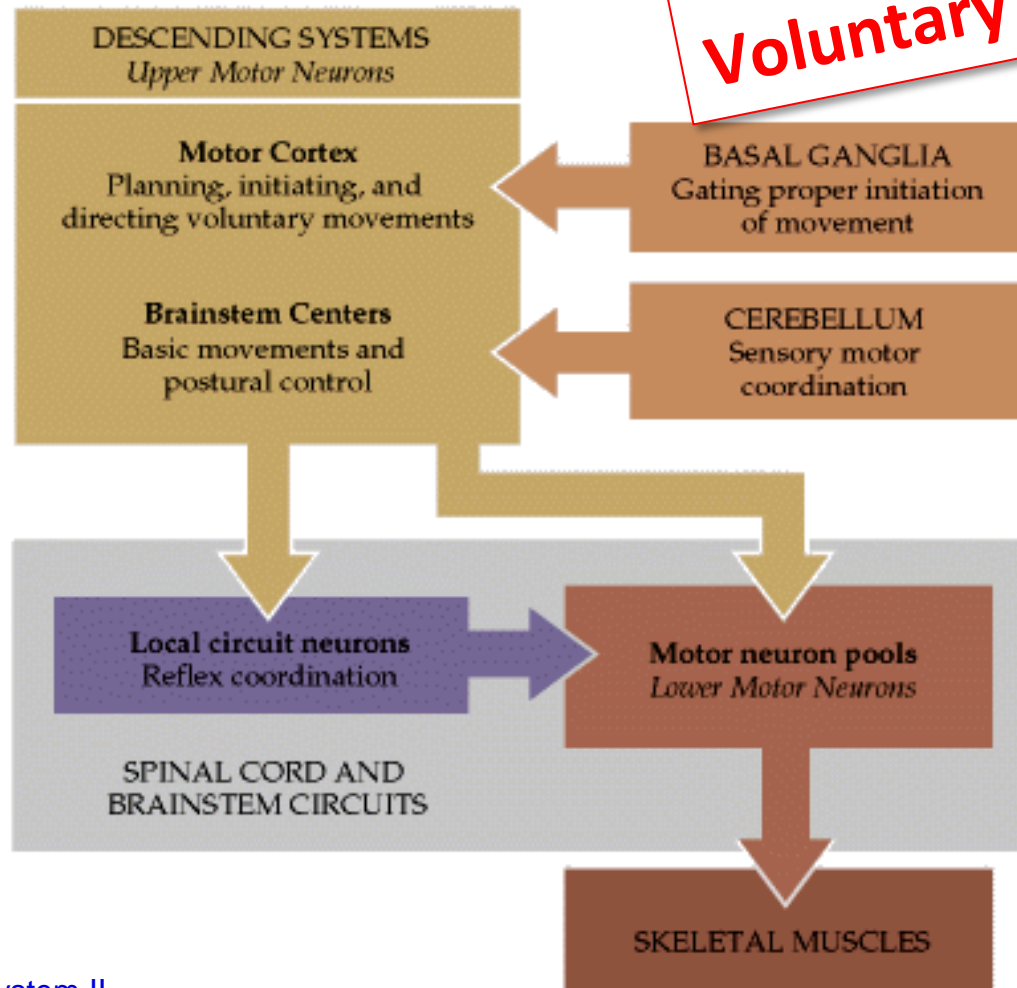 DESCENDING SYSTEMS
Upper Motor Neurons
Voluntary
Motor Cortex
Planning, initiating, and
directing voluntary movements
BASAL GANGLIA
Gating proper initiation
of movement
Brainstem Centers
Basic movements and
postural control
CEREBELLUM
Sensory motor
coordination
Local circuit neurons
Reflex coordination
Motor neuron pools
Lower Motor Neurons
SPINAL CORD AND
BRAINSTEM CIRCUITS
SKELETAL MUSCLES